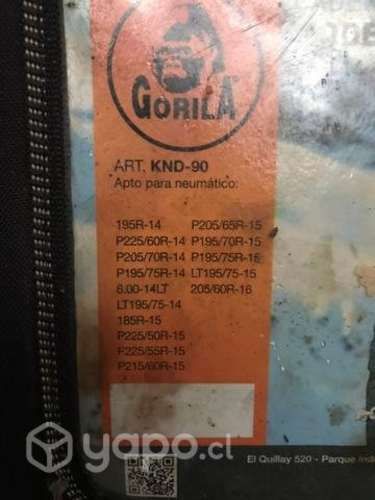 GORILA
ART. KND-90
Apto para neumático:
195R-14
P225/60R-14
P205/70R-14
P195/75R-14
6.00-14LT
LT195/75-14
185R-15
P225/50R-15
P225/55R-15
P215/60R-15
P205/65R-15
P195/70R-15
P195/75R-15
LT195/75-15
205/60R-16
El Quillay 520 - Parque
yapo.cl